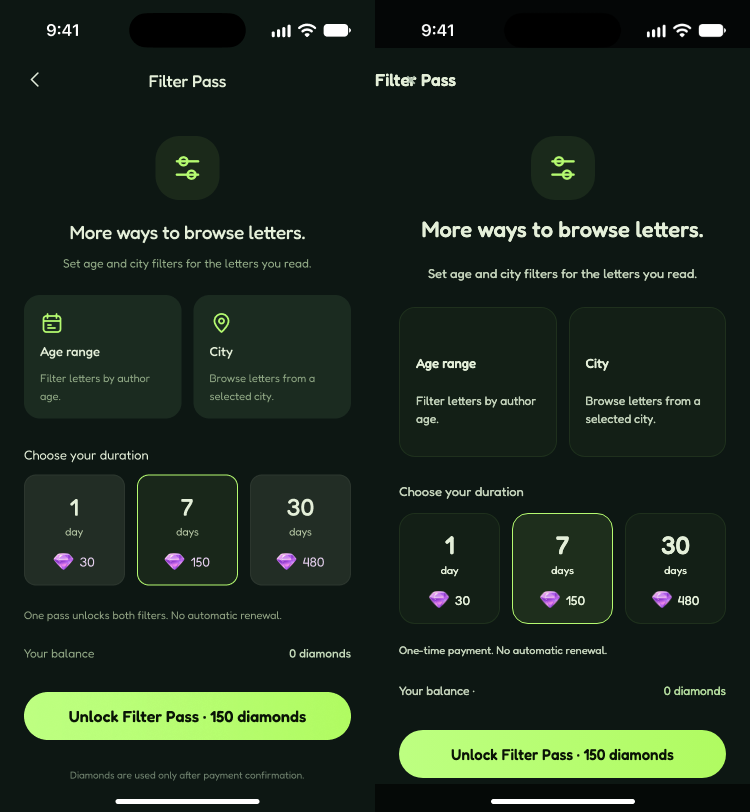 9:41
Filter Pass
More ways to browse letters.
Set age and city filters for the letters you read.
Age range
Filter letters by author
age.
City
Browse letters from a
selected city.
Choose your duration
1
day
30
7
days
150
30
days
480
One pass unlocks both filters. No automatic renewal.
Your balance
0 diamonds
Unlock Filter Pass · 150 diamonds
Diamonds are used only after payment confirmation.
9:41
Filter Pass
More ways to browse letters.
Set age and city filters for the letters you read.
Age range
Filter letters by author
age.
City
Browse letters from a
selected city.
Choose your duration
1
day
30
7
days
150
30
days
480
One-time payment. No automatic renewal.
Your balance ·
0 diamonds
Unlock Filter Pass · 150 diamonds